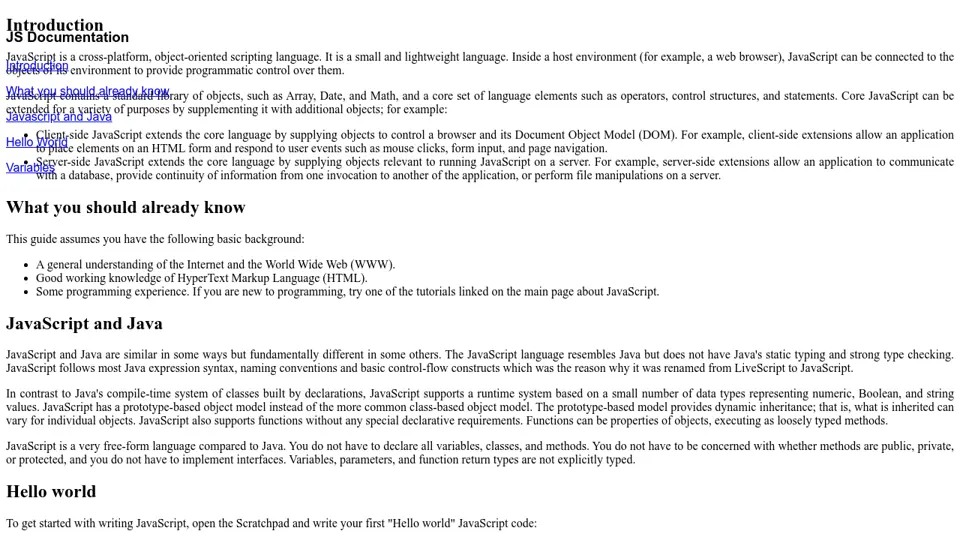 Introduction
JS Documentation
JavaScript is a cross-platform, object-oriented scripting language. It is a small and lightweight language. Inside a host environment (for example, a web browser), JavaScript can be connected to the
Introduction
objects of its environment to provide programmatic control over them.
What you should already know
JavaScript contains a standard library of objects, such as Array, Date, and Math, and a core set of language elements such as operators, control structures, and statements. Core JavaScript can be
extended for a variety of purposes by supplementing it with additional objects; for example:
Javascript and Java
• Client-side JavaScript extends the core language by supplying objects to control a browser and its Document Object Model (DOM). For example, client-side extensions allow an application
Hello World
to place elements on an HTML form and respond to user events such as mouse clicks, form input, and page navigation.
• Server-side JavaScript extends the core language by supplying objects relevant to running JavaScript on a server. For example, server-side extensions allow an application to communicate
Variables
with a database, provide continuity of information from one invocation to another of the application, or perform file manipulations on a server.
What you should already know
This guide assumes you have the following basic background:
• A general understanding of the Internet and the World Wide Web (WWW).
• Good working knowledge of HyperText Markup Language (HTML).
• Some programming experience. If you are new to programming, try one of the tutorials linked on the main page about JavaScript.
JavaScript and Java
JavaScript and Java are similar in some ways but fundamentally different in some others. The JavaScript language resembles Java but does not have Java's static typing and strong type checking.
JavaScript follows most Java expression syntax, naming conventions and basic control-flow constructs which was the reason why it was renamed from LiveScript to JavaScript.
In contrast to Java's compile-time system of classes built by declarations, JavaScript supports a runtime system based on a small number of data types representing numeric, Boolean, and string
values. JavaScript has a prototype-based object model instead of the more common class-based object model. The prototype-based model provides dynamic inheritance; that is, what is inherited can
vary for individual objects. JavaScript also supports functions without any special declarative requirements. Functions can be properties of objects, executing as loosely typed methods.
JavaScript is a very free-form language compared to Java. You do not have to declare all variables, classes, and methods. You do not have to be concerned with whether methods are public, private,
or protected, and you do not have to implement interfaces. Variables, parameters, and function return types are not explicitly typed.
Hello world
To get started with writing JavaScript, open the Scratchpad and write your first "Hello world" JavaScript code: